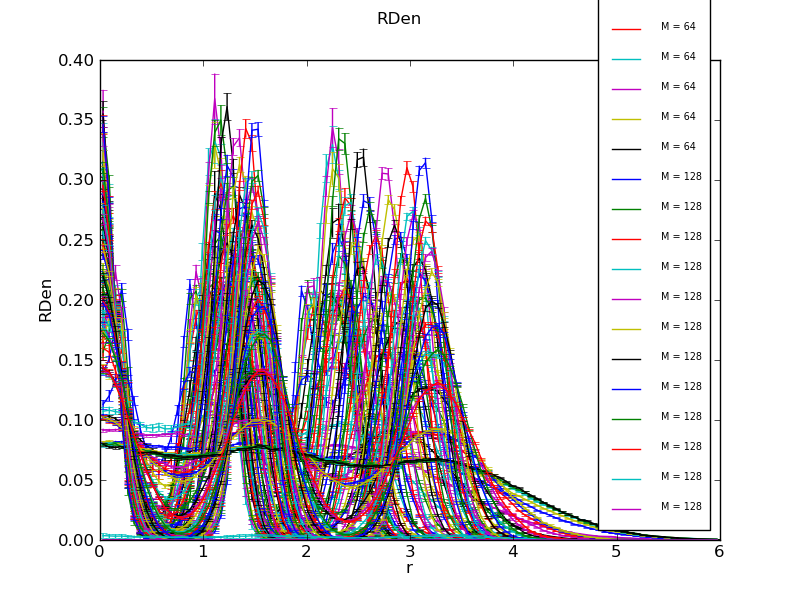 RDen
M = 64
M = 64
M = 64
M = 64
M = 64
M = 128
M = 128
M = 128
M = 128
M = 128
M = 128
M = 128
M = 128
M = 128
M = 128
M = 128
M = 128
0.40
0.35
0.30
0.25
0.20
0.15
0.10
0.05
0.00
RDen
0 1 2 3 4 5 6
r